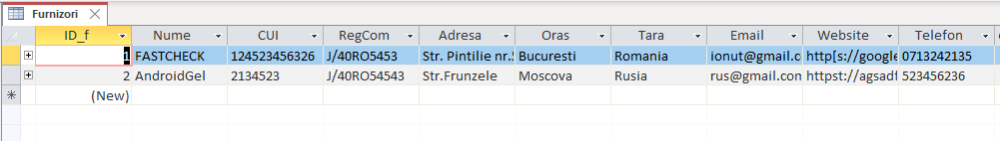 Furnizori
ID_f Nume CUI RegCom Adresa Oras Tara Email Website Telefon
1 FASTCHECK 124523456326 J/40RO5453 Str. Pintilie nr. Bucuresti Romania ionut@gmail.c http[s://google 0713242135
2 AndroidGel 2134523 J/40RO54543 Str.Frunzele Moscova Rusia rus@gmail.com httpst://agsadf 523456236
(New)